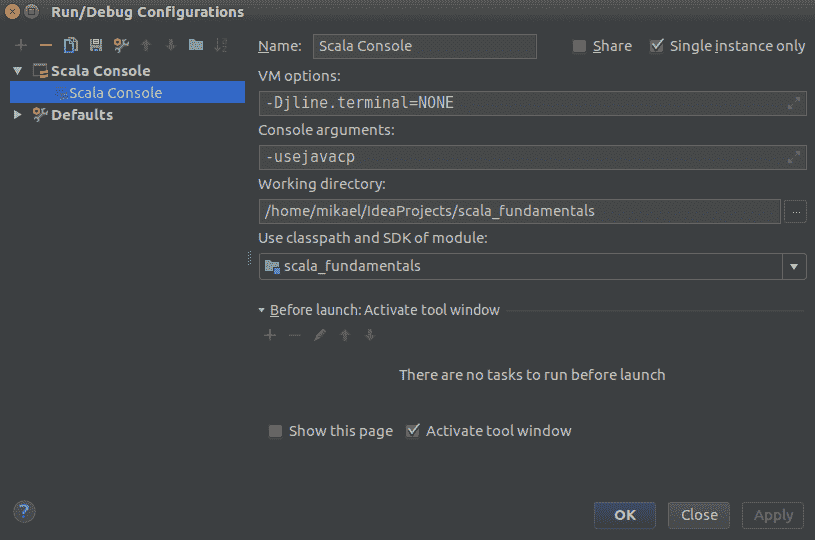 Run/Debug Configurations
Name: Scala Console Share Single instance only
Scala Console
Scala Console
Defaults
VM options:
-Djline.terminal=NONE
Console arguments:
-usejavacp
Working directory:
/home/mikael/IdeaProjects/scala_fundamentals ...
Use classpath and SDK of module:
scala_fundamentals
Before launch: Activate tool window
There are no tasks to run before launch
Show this page Activate tool window
? OK Close Apply